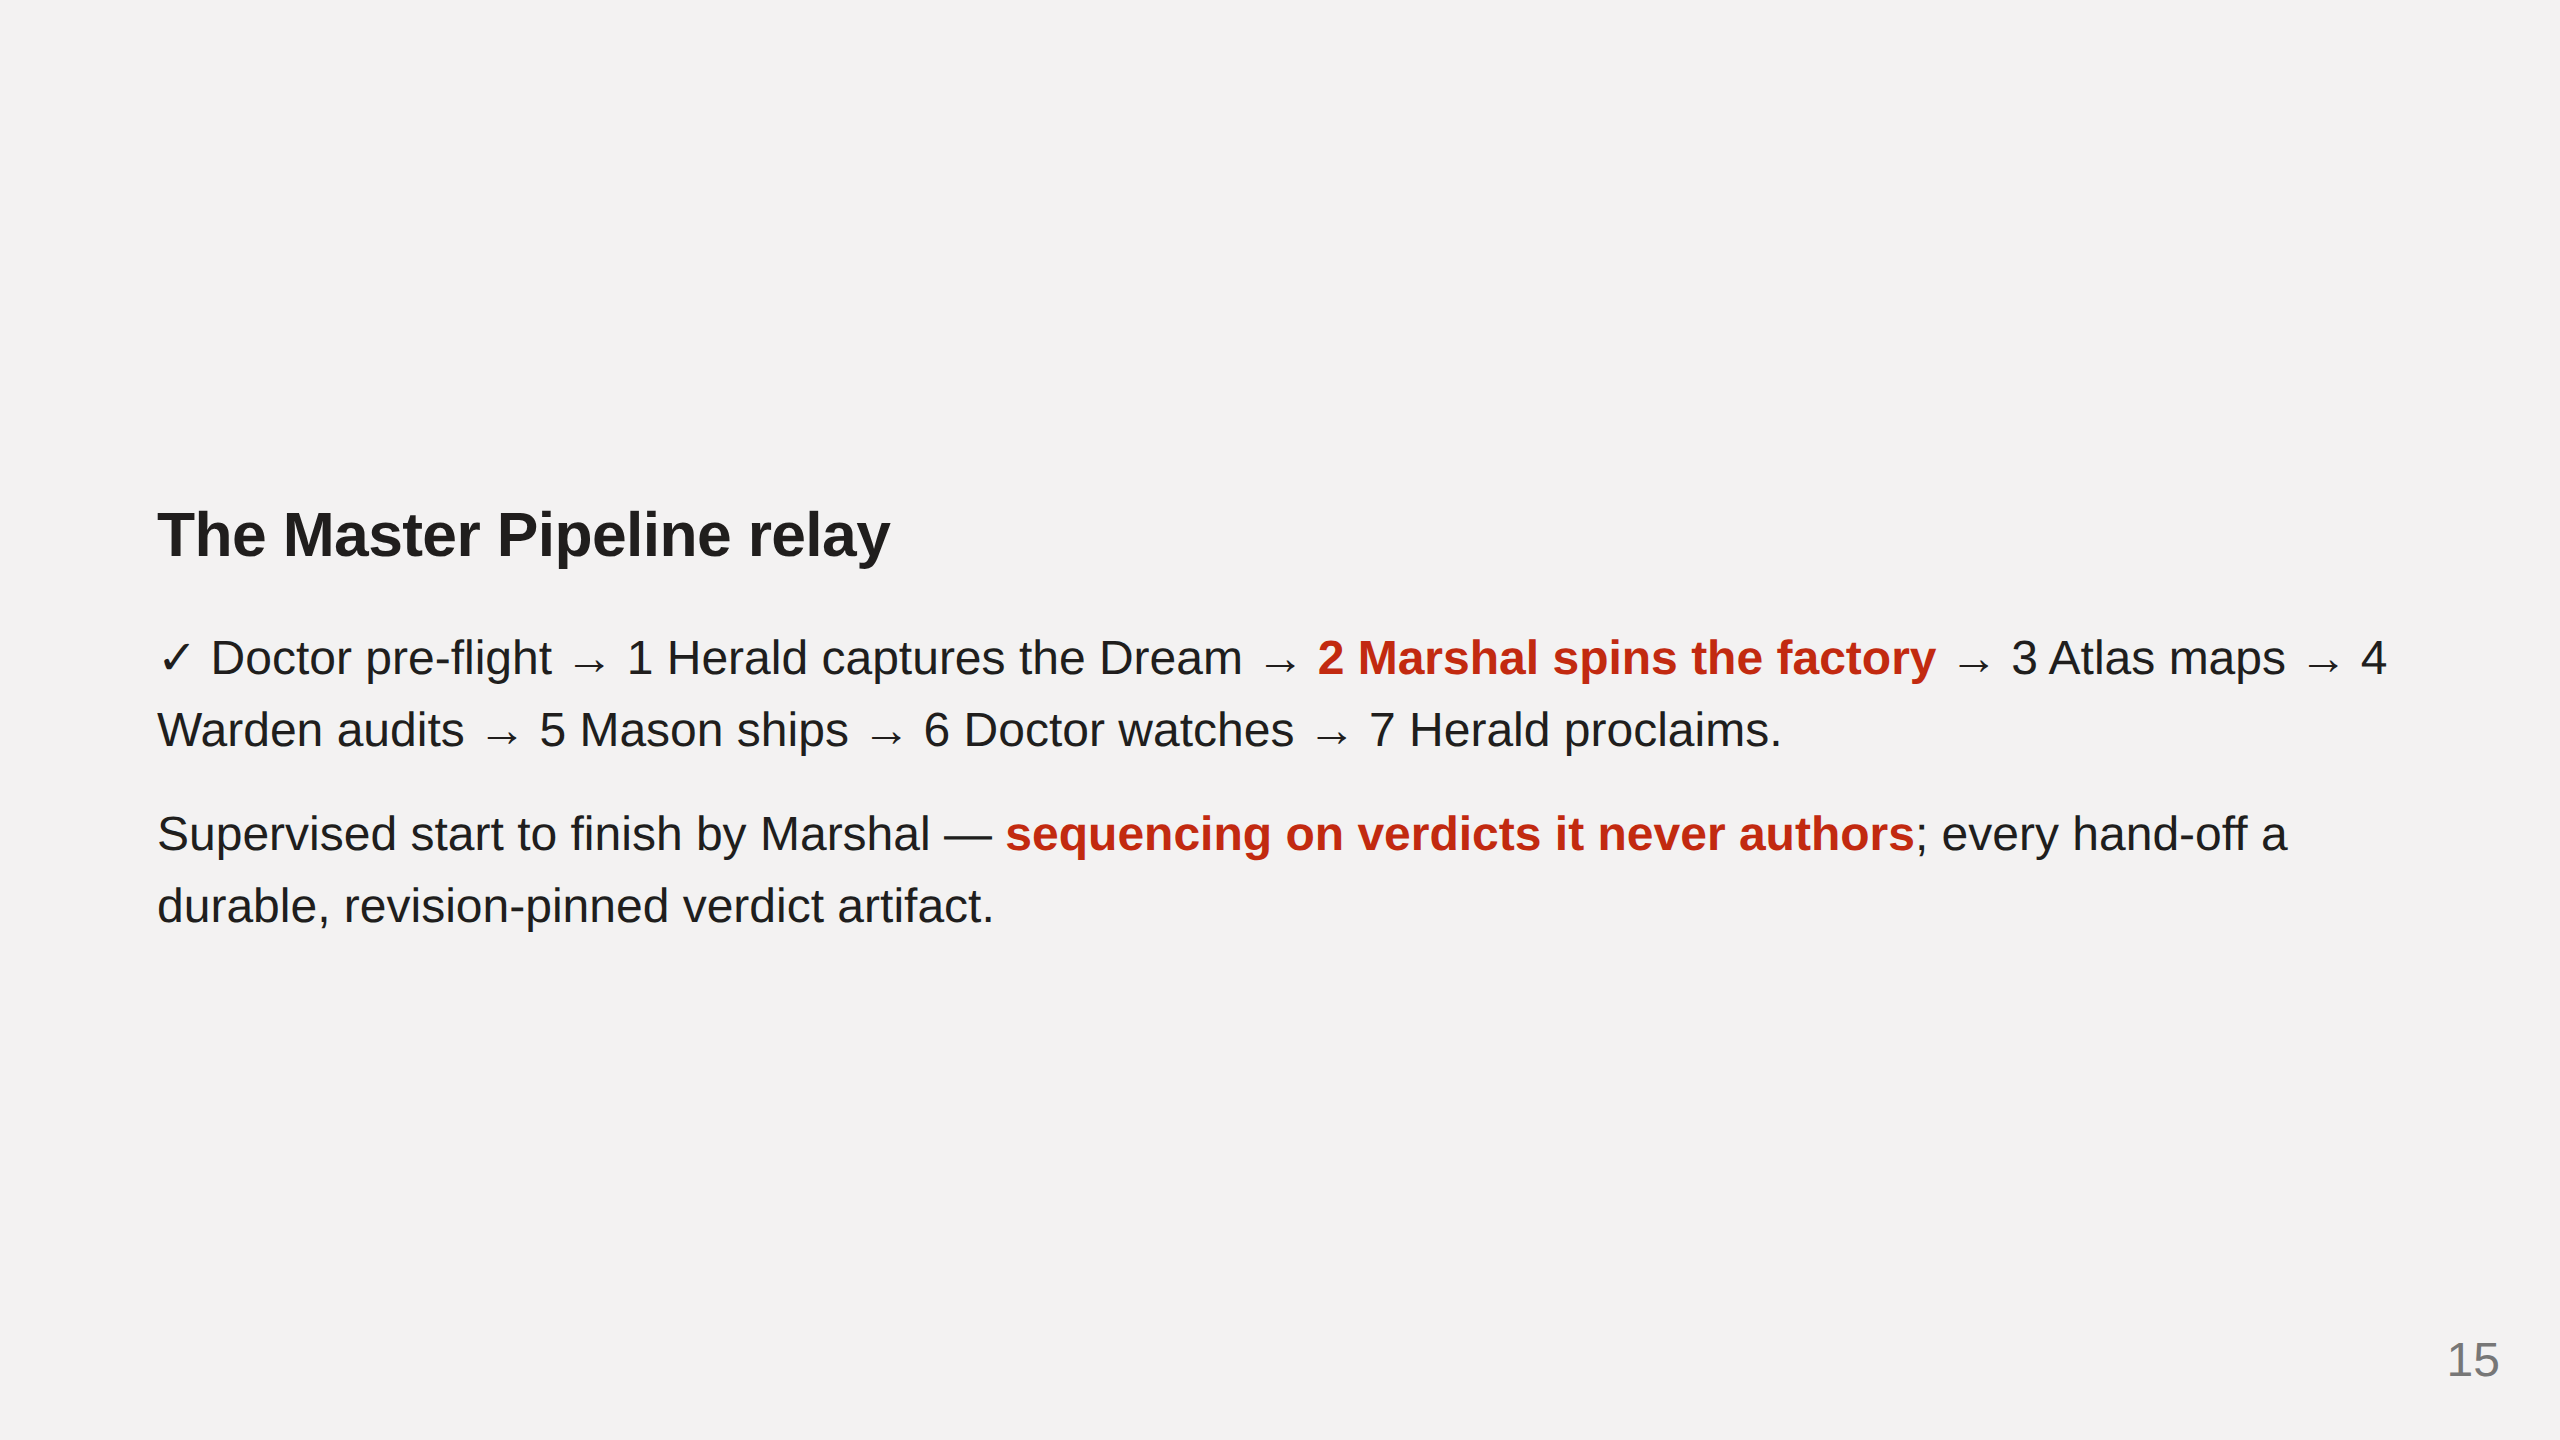 The Master Pipeline relay
✓ Doctor pre-flight → 1 Herald captures the Dream → 2 Marshal spins the factory → 3 Atlas maps → 4
Warden audits → 5 Mason ships → 6 Doctor watches → 7 Herald proclaims.
Supervised start to finish by Marshal — sequencing on verdicts it never authors; every hand-off a
durable, revision-pinned verdict artifact.
15